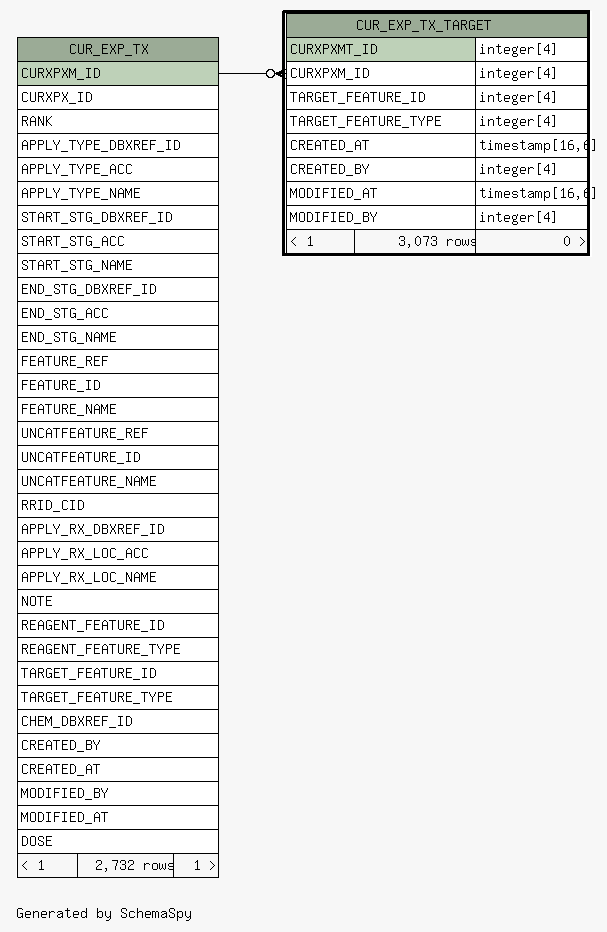 CUR_EXP_TX
CURXPXM_ID
CURXPX_ID
RANK
APPLY_TYPE_DBXREF_ID
APPLY_TYPE_ACC
APPLY_TYPE_NAME
START_STG_DBXREF_ID
START_STG_ACC
START_STG_NAME
END_STG_DBXREF_ID
END_STG_ACC
END_STG_NAME
FEATURE_REF
FEATURE_ID
FEATURE_NAME
UNCATFEATURE_REF
UNCATFEATURE_ID
UNCATFEATURE_NAME
RRID_CID
APPLY_RX_DBXREF_ID
APPLY_RX_LOC_ACC
APPLY_RX_LOC_NAME
NOTE
REAGENT_FEATURE_ID
REAGENT_FEATURE_TYPE
TARGET_FEATURE_ID
TARGET_FEATURE_TYPE
CHEM_DBXREF_ID
CREATED_BY
CREATED_AT
MODIFIED_BY
MODIFIED_AT
DOSE
< 1 2,732 rows 1 >
CUR_EXP_TX_TARGET
CURXPXMT_ID integer[4]
CURXPXM_ID integer[4]
TARGET_FEATURE_ID integer[4]
TARGET_FEATURE_TYPE integer[4]
CREATED_AT timestamp[16,6]
CREATED_BY integer[4]
MODIFIED_AT timestamp[16,6]
MODIFIED_BY integer[4]
< 1 3,073 rows 0 >
Generated by SchemaSpy